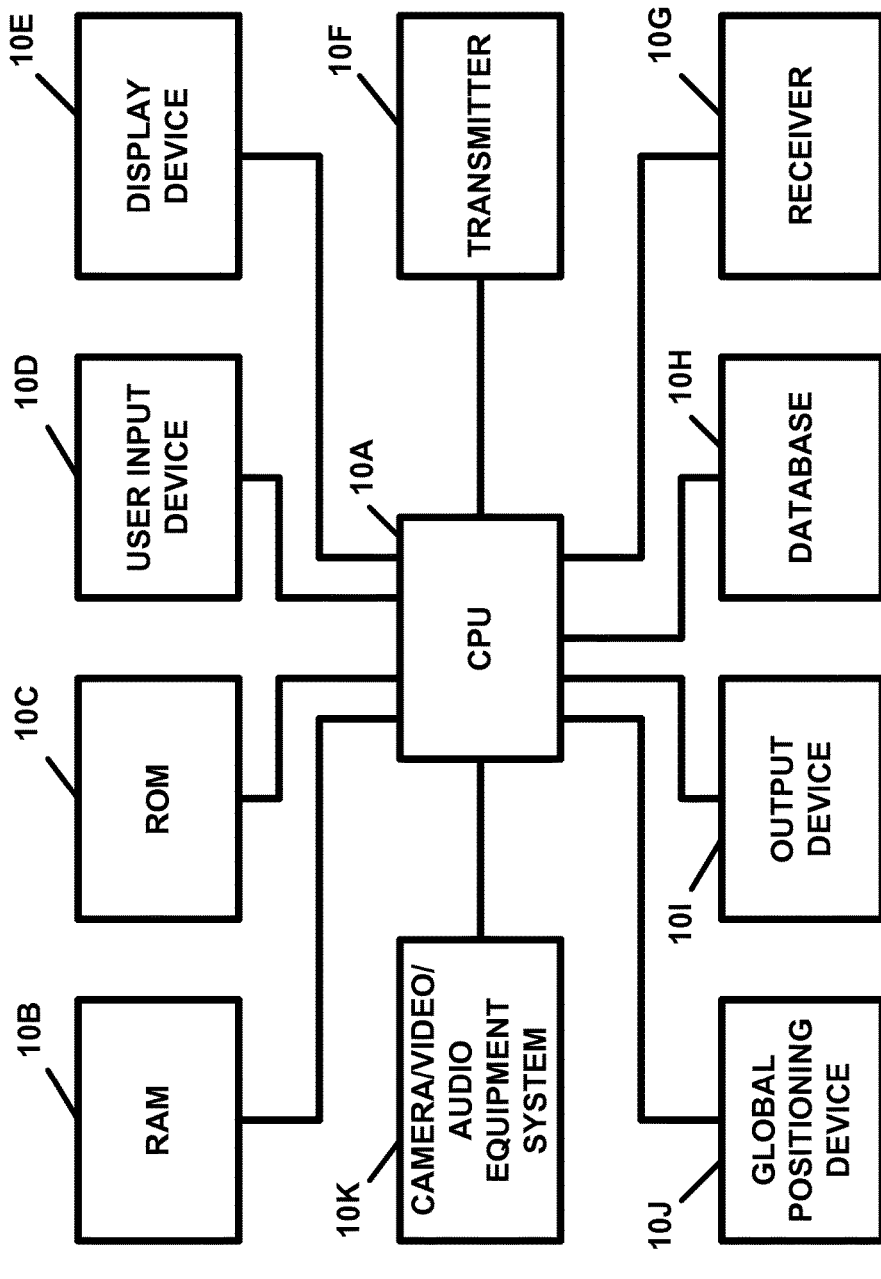 10B
RAM
10C
ROM
10D
USER INPUT
DEVICE
10E
DISPLAY
DEVICE
10K
CAMERA/VIDEO/
AUDIO
EQUIPMENT
SYSTEM
10A
CPU
10F
TRANSMITTER
10J
GLOBAL
POSITIONING
DEVICE
10I
OUTPUT
DEVICE
10H
DATABASE
10G
RECEIVER